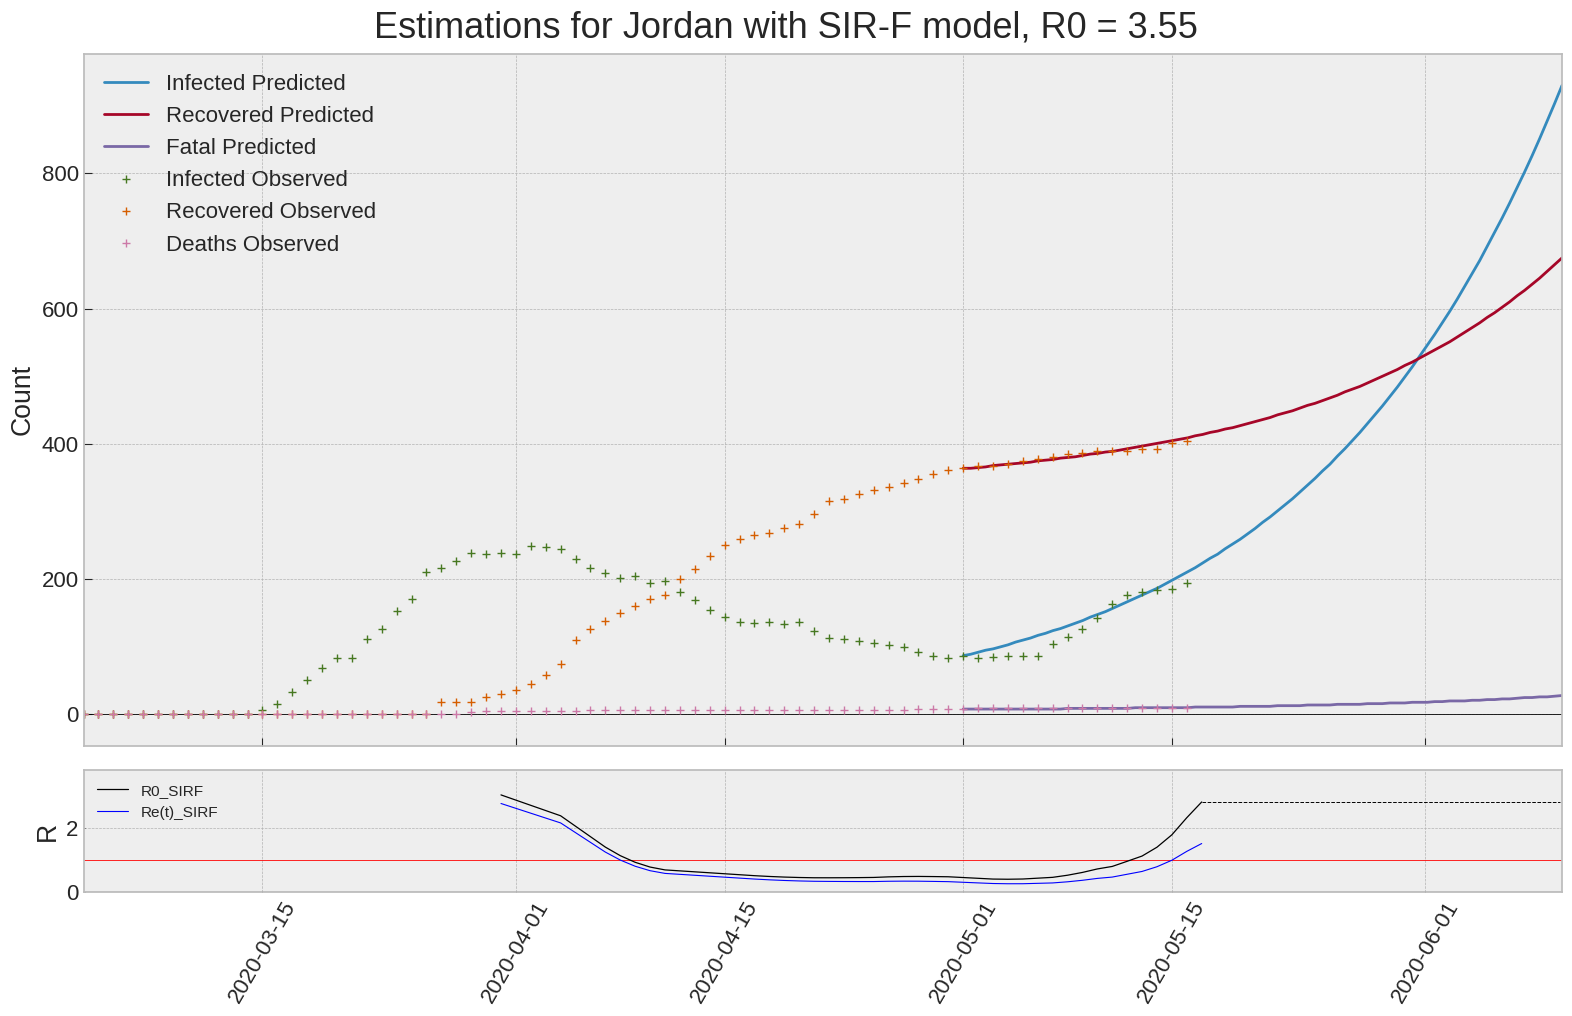 Estimations for Jordan with SIR-F model, R0 = 3.55
Infected Predicted
Recovered Predicted
Fatal Predicted
Infected Observed
Recovered Observed
Deaths Observed
800
600
400
200
0
Count
R0_SIRF
Re(t)_SIRF
2
0
R
2020-03-15
2020-04-01
2020-04-15
2020-05-01
2020-05-15
2020-06-01